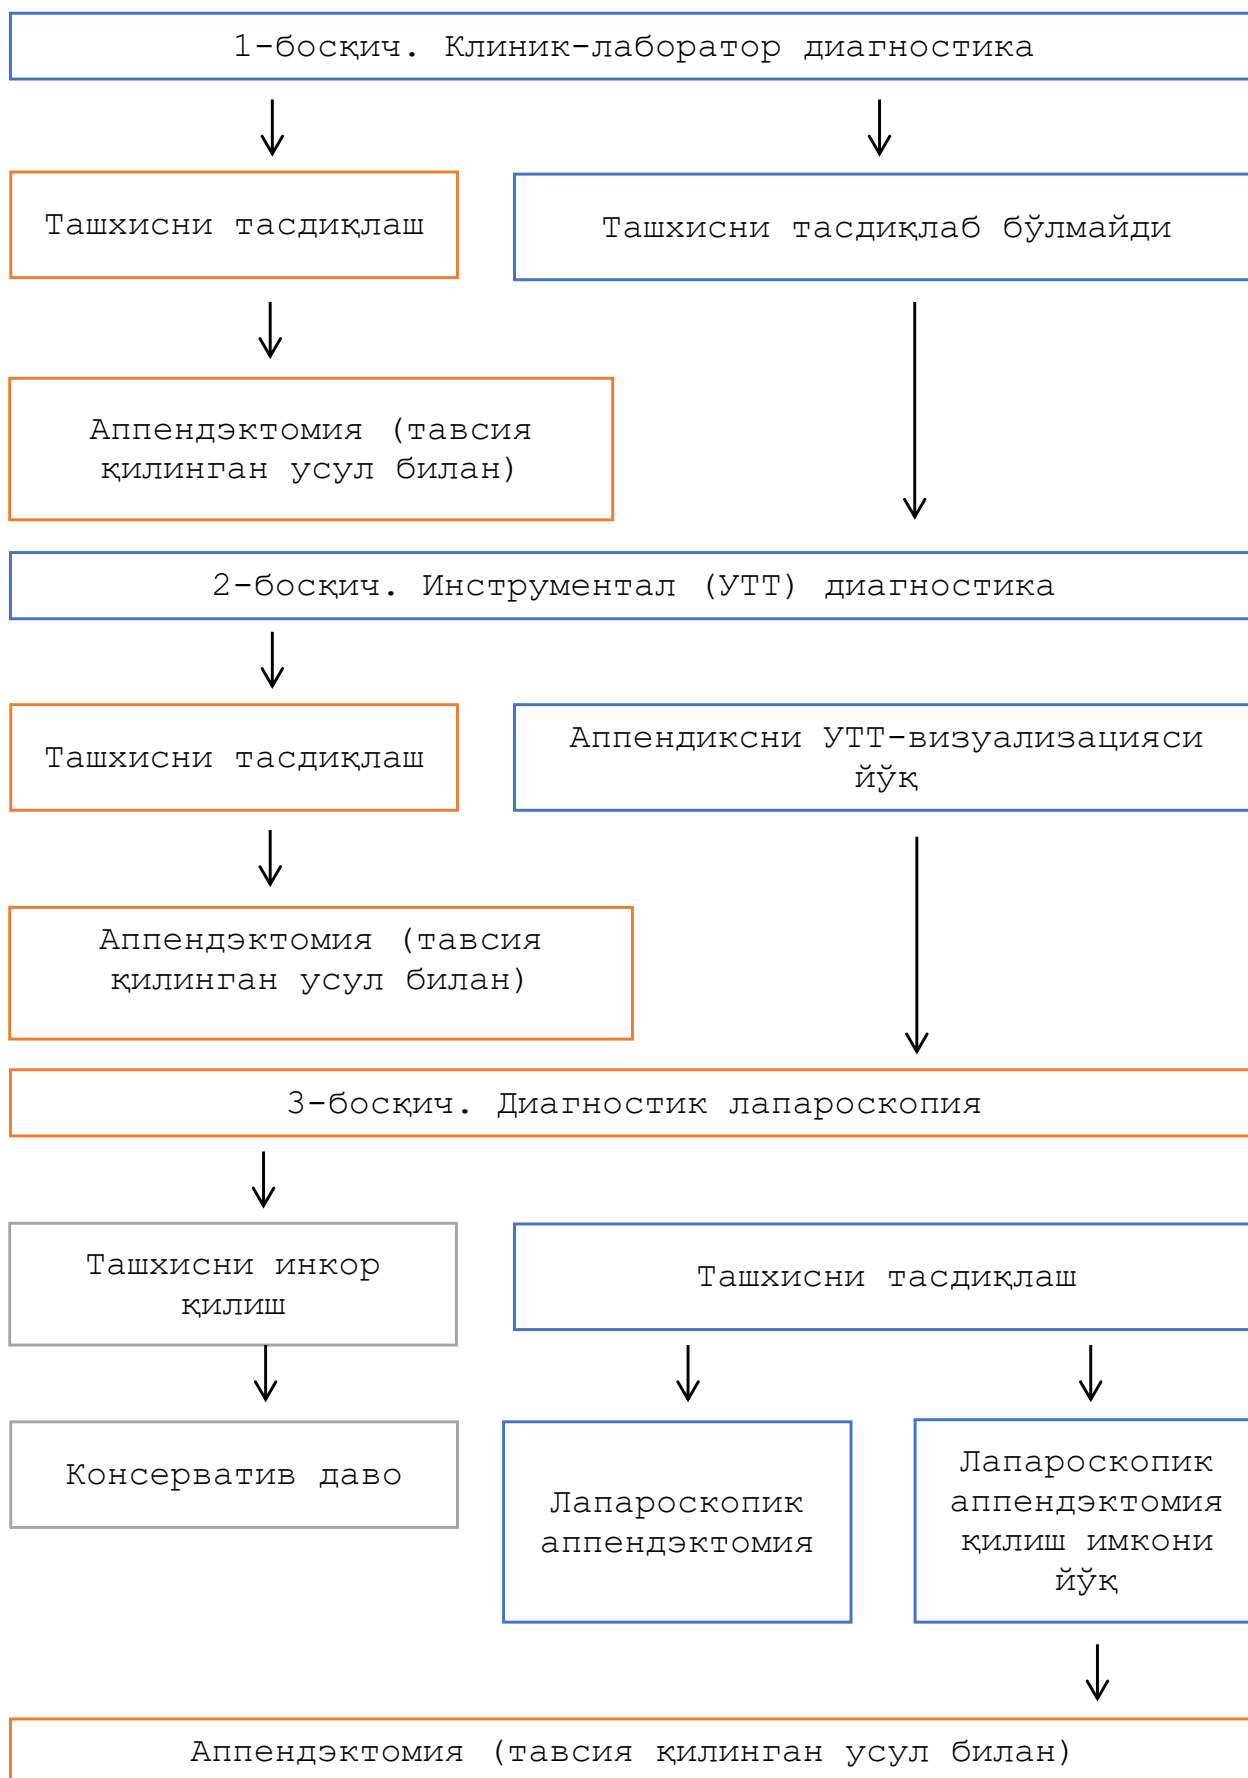 1-босқич. Клиник-лаборатор диагностика
Ташхисни тасдиқлаш
Ташхисни тасдиқлаб бўлмайди
Аппендэктомия (тавсия
қилинган усул билан)
2-босқич. Инструментал (УТТ) диагностика
Ташхисни тасдиқлаш
Аппендиксни УТТ-визуализацияси
йўқ
Аппендэктомия (тавсия
қилинган усул билан)
3-босқич. Диагностик лапароскопия
Ташхисни инкор
қилиш
Ташхисни тасдиқлаш
Консерватив даво
Лапароскопик
аппендэктомия
Лапароскопик
аппендэктомия
қилиш имкони
йўқ
Аппендэктомия (тавсия қилинган усул билан)